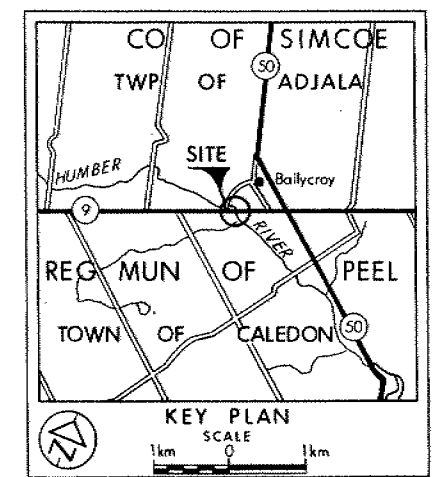 CO OF SIMCOE
50
TWP OF ADJALA
SITE
HUMBER
Ballycroy
9
RIVER
REG MUN OF PEEL
TOWN OF CALEDON
50
KEY PLAN
SCALE
N
1km 0 1km